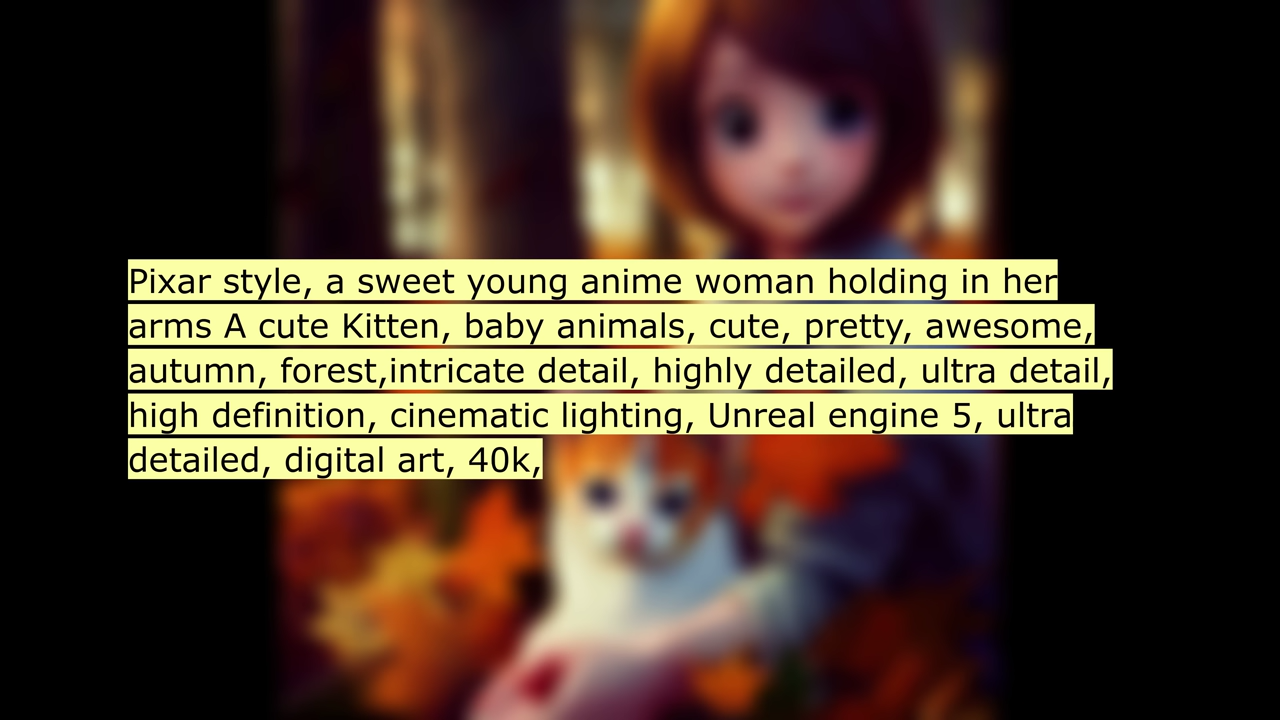 Pixar style, a sweet young anime woman holding in her
arms A cute Kitten, baby animals, cute, pretty, awesome,
autumn, forest,intricate detail, highly detailed, ultra detail,
high definition, cinematic lighting, Unreal engine 5, ultra
detailed, digital art, 40k,